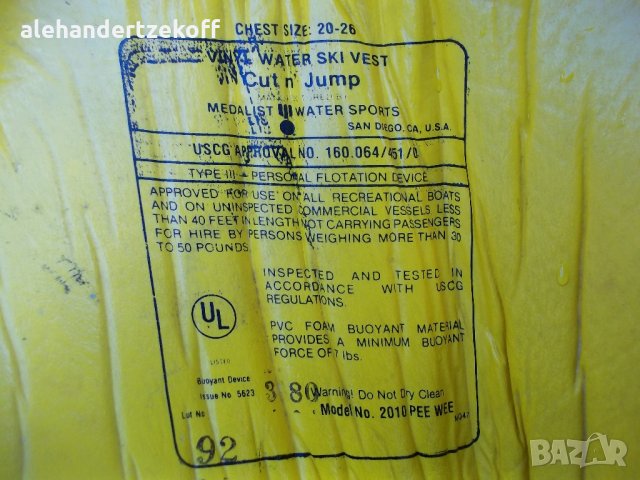 alehandertzekoff
CHEST SIZE: 20-26
VINYL WATER SKI VEST
Cut n' Jump
MANUFACTURED BY
MEDALIST WATER SPORTS
SAN DIEGO, CA, U.S.A.
USCG APPROVAL NO. 160.064/451/0
TYPE III - PERSONAL FLOTATION DEVICE
APPROVED FOR USE ON ALL RECREATIONAL BOATS
AND ON UNINSPECTED COMMERCIAL VESSELS LESS
THAN 40 FEET IN LENGTH NOT CARRYING PASSENGERS
FOR HIRE BY PERSONS WEIGHING MORE THAN 30
TO 50 POUNDS.
INSPECTED AND TESTED IN
ACCORDANCE WITH USCG
REGULATIONS.
UL
PVC FOAM BUOYANT MATERIAL
PROVIDES A MINIMUM BUOYANT
FORCE OF 7 lbs.
LISTED
Buoyant Device
Issue No 5623 3 80 Warning! Do Not Dry Clean
Lot No Model No. 2010 PEE WEE
92
BAZAR